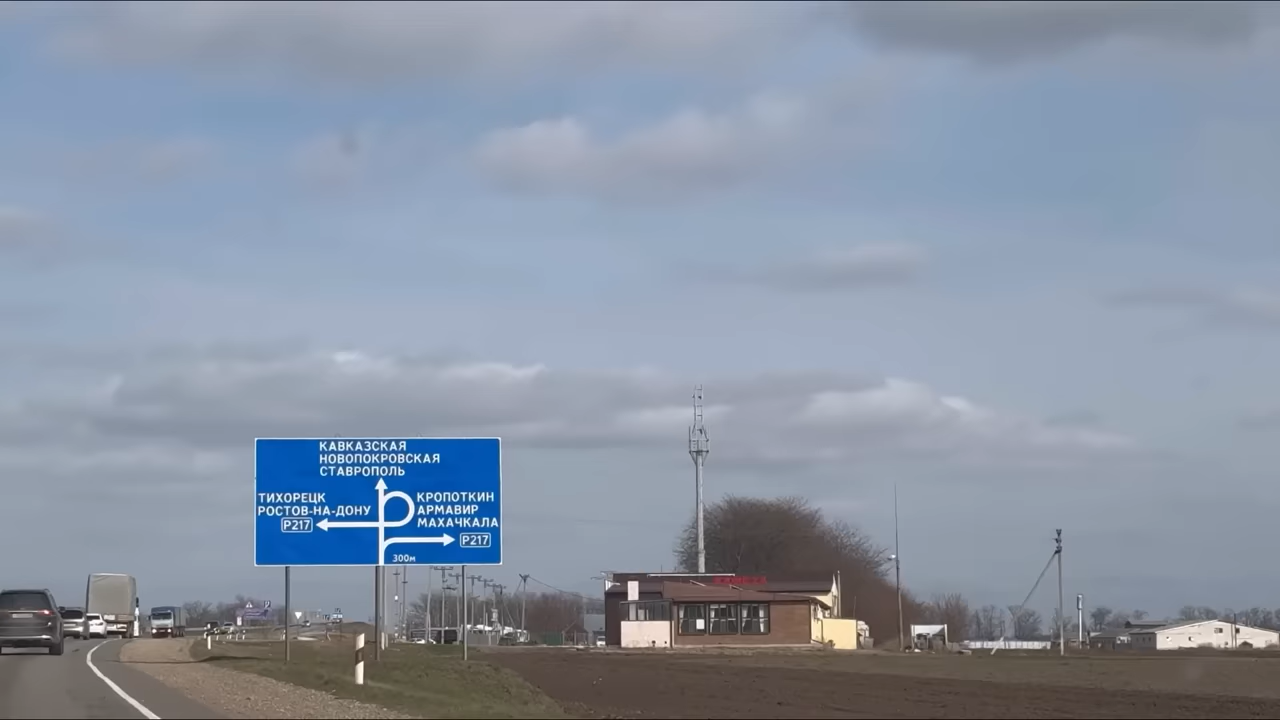 КАВКАЗСКАЯ
НОВОПОКРОВСКАЯ
СТАВРОПОЛЬ
ТИХОРЕЦК
РОСТОВ-НА-ДОНУ
Р217
КРОПОТКИН
АРМАВИР
МАХАЧКАЛА
Р217
300м